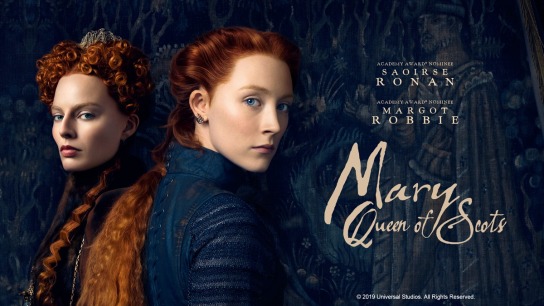 ACADEMY AWARD® NOMINEE
SAOIRSE
RONAN
ACADEMY AWARD® NOMINEE
MARGOT
ROBBIE
Mary
Queen of Scots
© 2019 Universal Studios. All Rights Reserved.